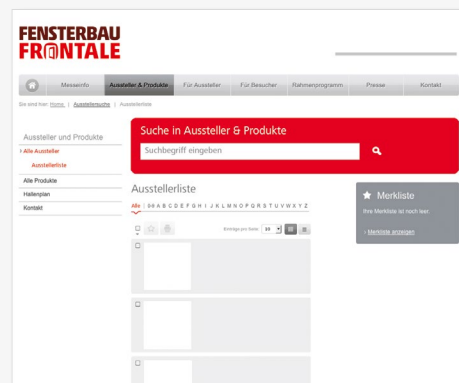 FENSTERBAU
FRONTALE
Messeinfo Aussteller & Produkte Für Aussteller Für Besucher Rahmenprogramm Presse Kontakt
Sie sind hier: Home | Ausstellersuche | Ausstellerliste
Aussteller und Produkte
Alle Aussteller
Ausstellerliste
Alle Produkte
Hallenplan
Kontakt
Suche in Aussteller & Produkte
Suchbegriff eingeben
Ausstellerliste
Alle | 0-9 A B C D E F G H I J K L M N O P Q R S T U V W X Y Z
Einträge pro Seite: 20
Merkliste
Ihre Merkliste ist noch leer.
› Merkliste anzeigen